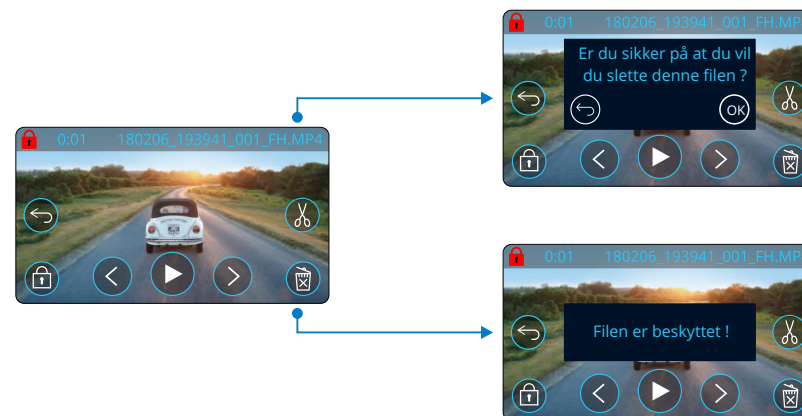 0:01 180206_193941_001_FH.MP4
0:01 180206_193941_001_FH.MP
Er du sikker på at du vil
du slette denne filen ?
OK
0:01 180206_193941_001_FH.MP
Filen er beskyttet !